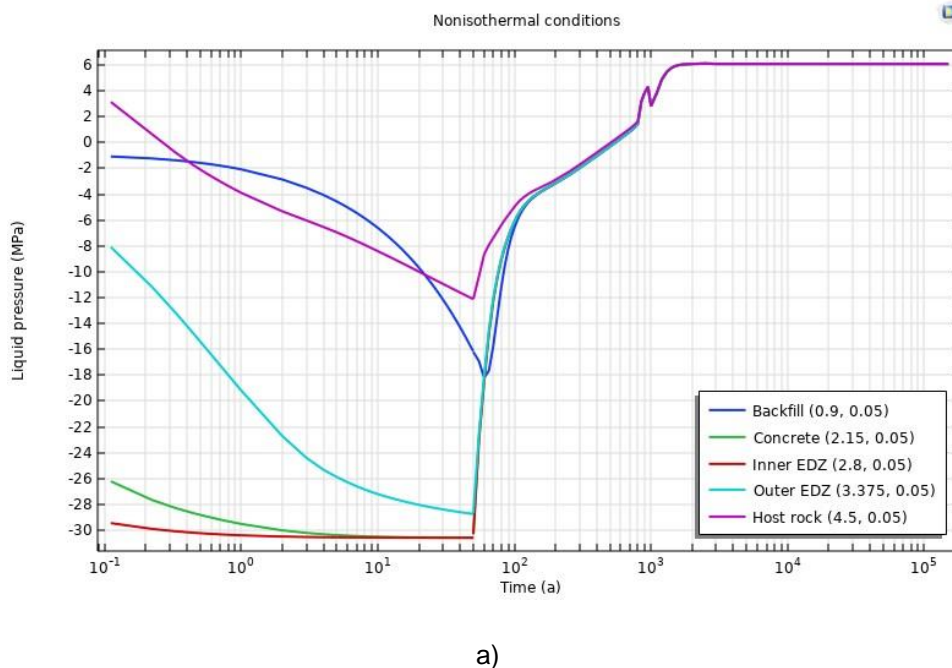 Nonisothermal conditions
Liquid pressure (MPa)
6
4
2
0
-2
-4
-6
-8
-10
-12
-14
-16
-18
-20
-22
-24
-26
-28
-30
Backfill (0.9, 0.05)
Concrete (2.15, 0.05)
Inner EDZ (2.8, 0.05)
Outer EDZ (3.375, 0.05)
Host rock (4.5, 0.05)
10⁻¹ 10⁰ 10¹ 10² 10³ 10⁴ 10⁵
Time (a)
a)